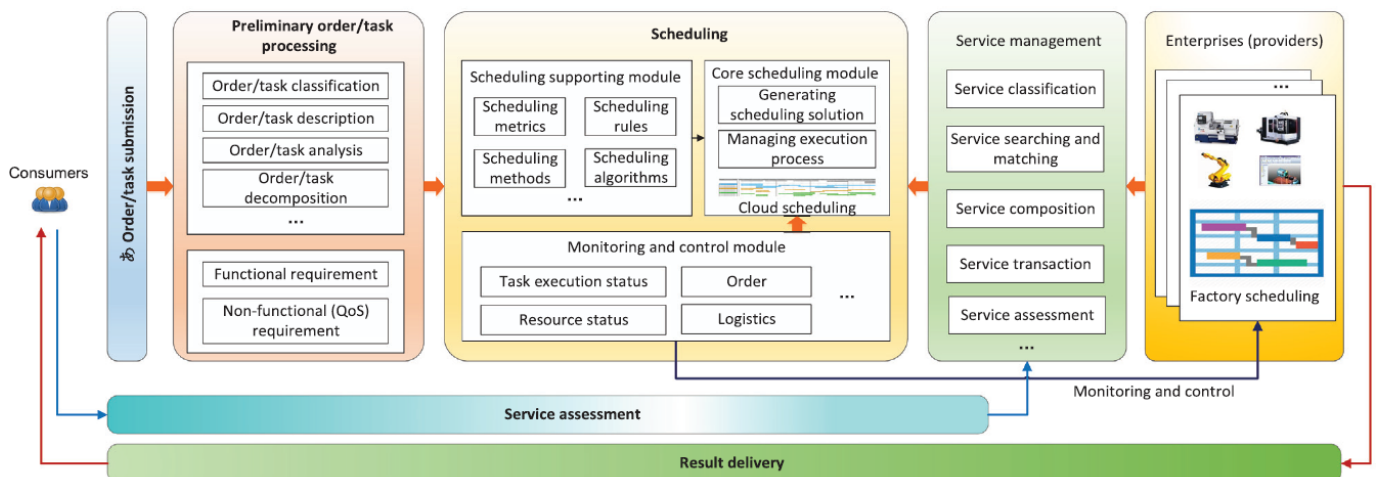 Consumers
あ Order/task submission
Preliminary order/task
processing
Order/task classification
Order/task description
Order/task analysis
Order/task
decomposition
...
Functional requirement
Non-functional (QoS)
requirement
Scheduling
Scheduling supporting module
Scheduling
metrics
Scheduling
rules
Scheduling
methods
Scheduling
algorithms
...
Core scheduling module
Generating
scheduling solution
Managing execution
process
Cloud scheduling
Monitoring and control module
Task execution status
Order
Resource status
Logistics
...
Service management
Service classification
Service searching and
matching
Service composition
Service transaction
Service assessment
...
Enterprises (providers)
...
Factory scheduling
Monitoring and control
Service assessment
Result delivery